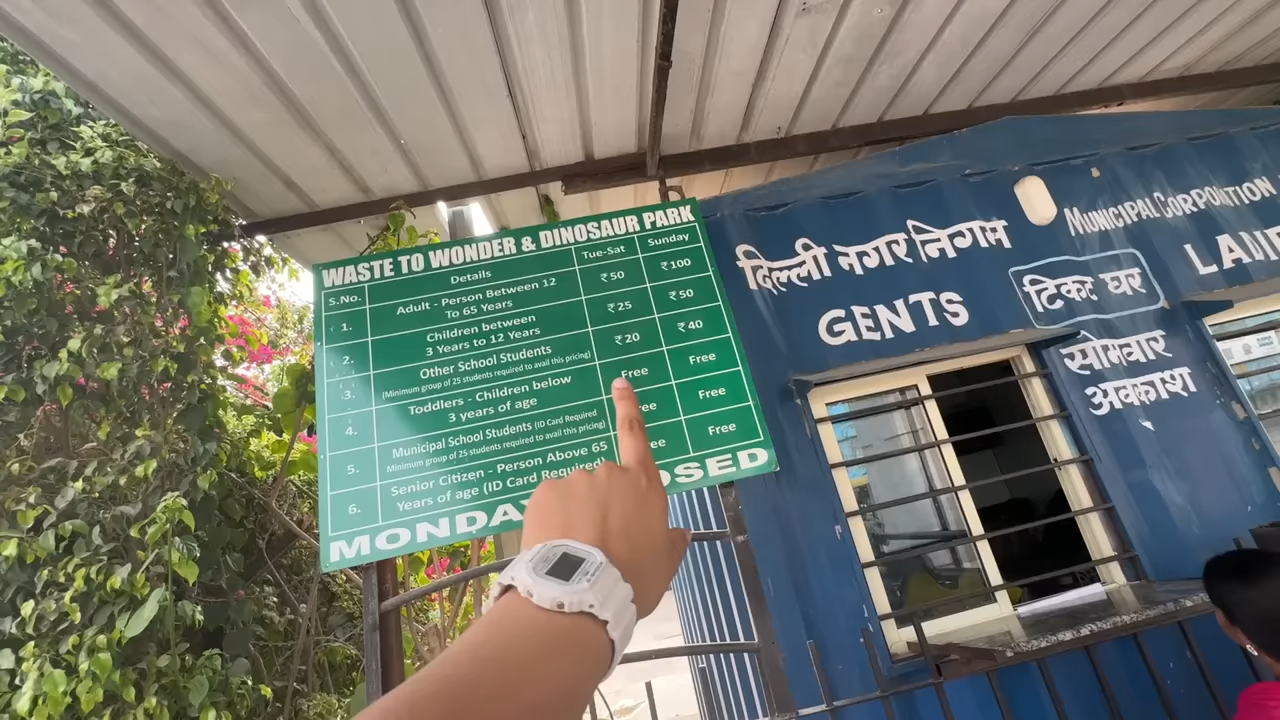 WASTE TO WONDER & DINOSAUR PARK
S.No. Details Tue-Sat Sunday
1. Adult - Person Between 12 To 65 Years ₹50 ₹100
2. Children between 3 Years to 12 Years ₹25 ₹50
3. Other School Students (Minimum group of 25 students required to avail this pricing) ₹20 ₹40
4. Toddlers - Children below 3 years of age Free Free
5. Municipal School Students (ID Card Required Minimum group of 25 students required to avail this pricing) Free
6. Senior Citizen - Person Above 65 Years of age (ID Card Required) Free
MONDAY
दिल्ली नगर निगम
GENTS
MUNICIPAL CORPORTION
टिकट घर
सोमवार
अवकाश